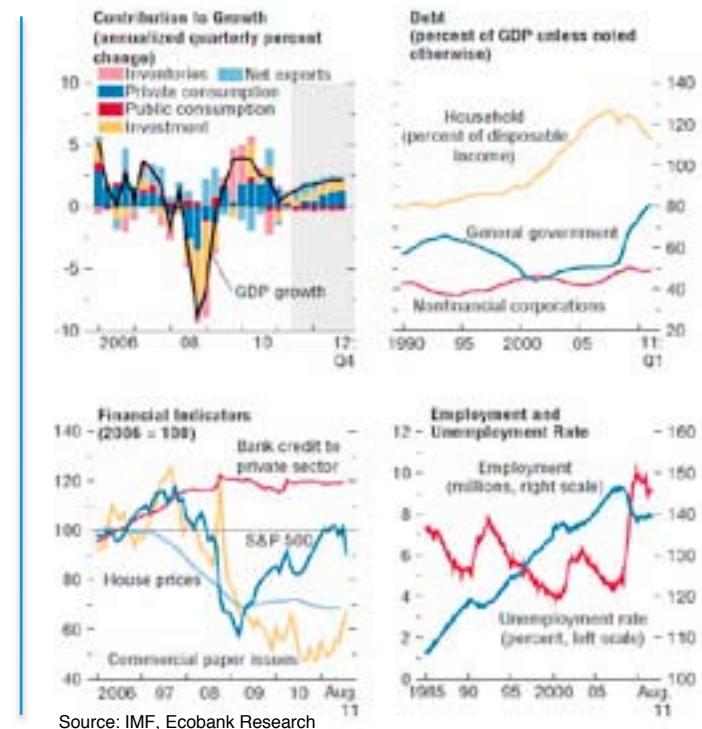 Contribution to Growth
(annualized quarterly percent
change)
Inventories Net exports
Private consumption
Public consumption
Investment
10
5
0
-5
-10
GDP growth
2006 08 10 12:
Q4
Debt
(percent of GDP unless noted
otherwise)
140
120
100
80
60
40
20
Household
(percent of disposable
income)
General government
Nonfinancial corporations
1990 95 2000 05 11:
Q1
Financial Indicators
(2006 = 100)
140
120
100
80
60
40
Bank credit to
private sector
S&P 500
House prices
Commercial paper issues
2006 07 08 09 10 Aug.
11
Employment and
Unemployment Rate
12
10
8
6
4
2
0
160
150
140
130
120
110
100
Employment
(millions, right scale)
Unemployment rate
(percent, left scale)
1985 90 95 2000 05 Aug.
11
Source: IMF, Ecobank Research